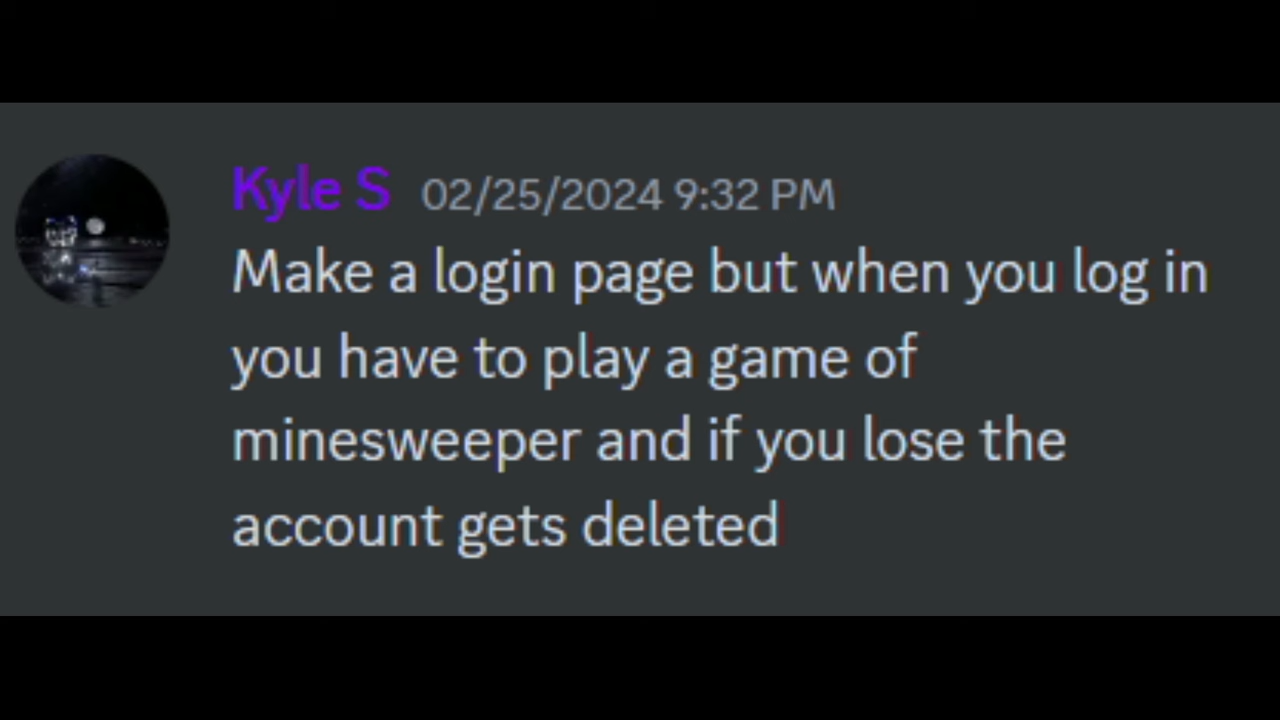 Kyle S 02/25/2024 9:32 PM
Make a login page but when you log in
you have to play a game of
minesweeper and if you lose the
account gets deleted